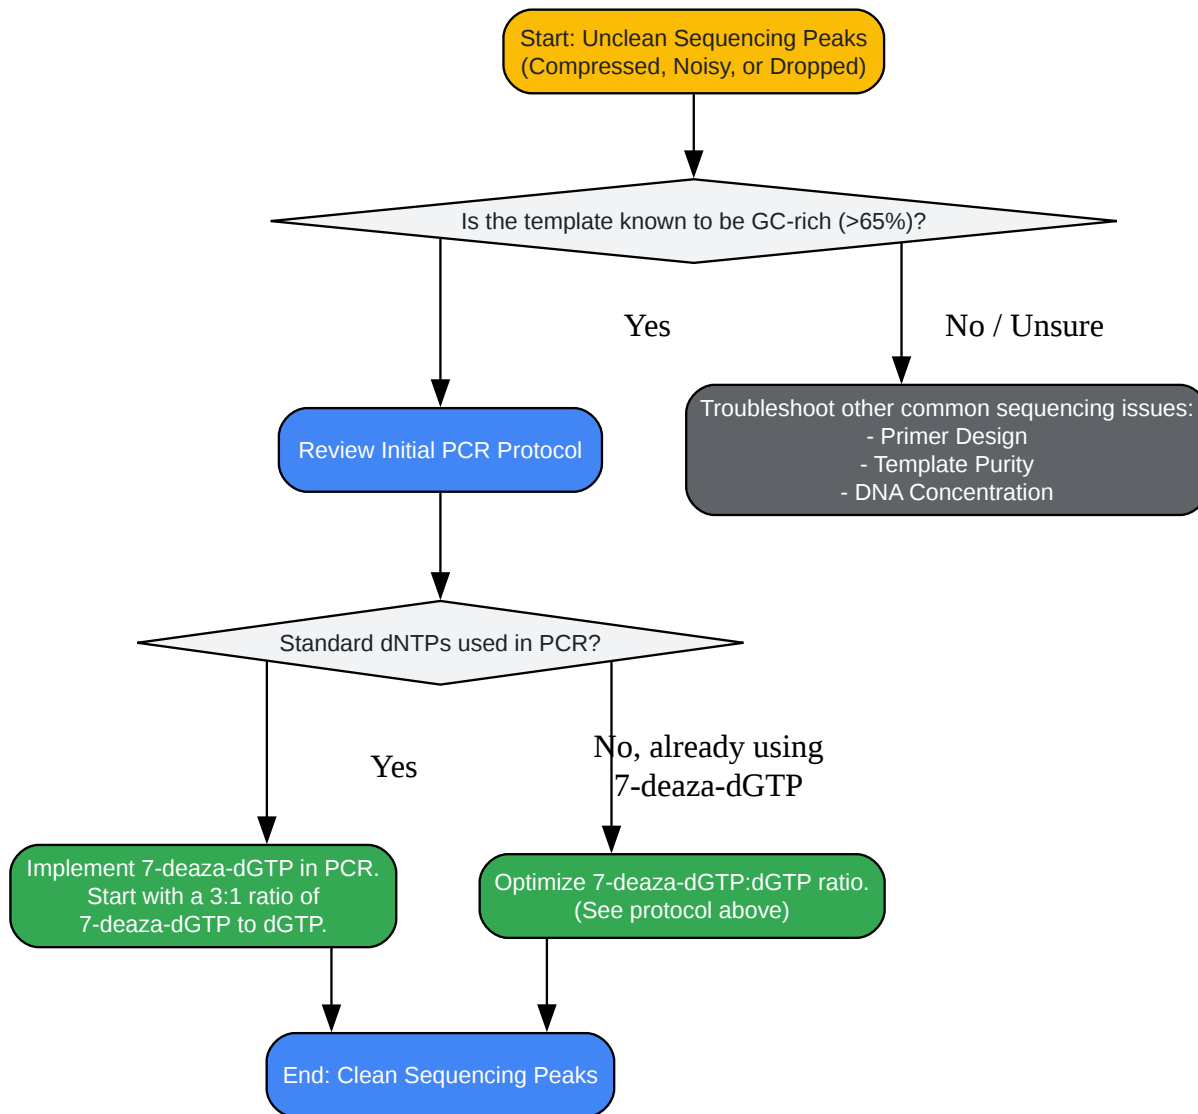 Start: Unclean Sequencing Peaks
(Compressed, Noisy, or Dropped)
Is the template known to be GC-rich (>65%)?
Yes
No / Unsure
Review Initial PCR Protocol
Troubleshoot other common sequencing issues:
- Primer Design
- Template Purity
- DNA Concentration
Standard dNTPs used in PCR?
Yes
No, already using
7-deaza-dGTP
Implement 7-deaza-dGTP in PCR.
Start with a 3:1 ratio of
7-deaza-dGTP to dGTP.
Optimize 7-deaza-dGTP:dGTP ratio.
(See protocol above)
End: Clean Sequencing Peaks